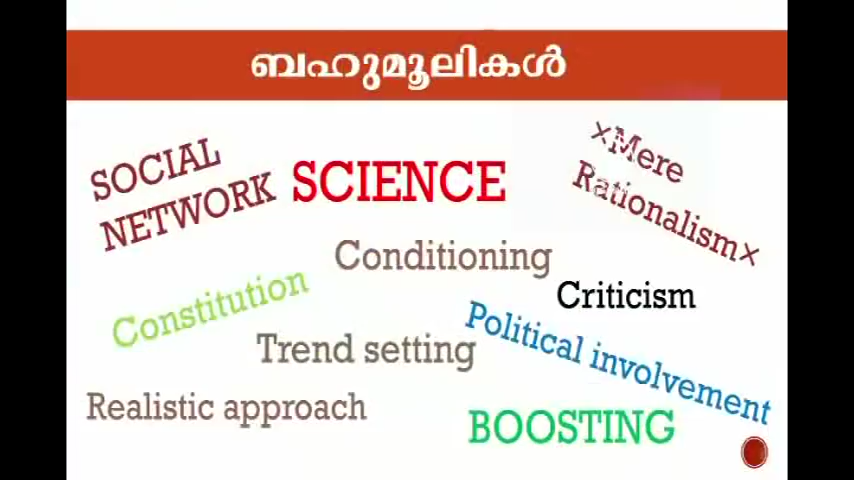 ബഹുമൂലികൾ
SOCIAL
NETWORK
SCIENCE
×Mere
Rationalism×
Conditioning
Constitution
Criticism
Political involvement
Trend setting
Realistic approach
BOOSTING